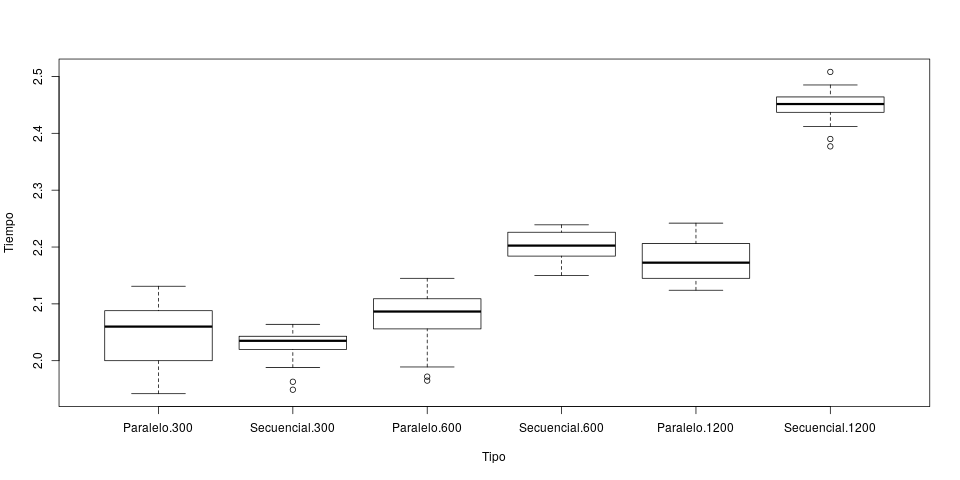 Tiempo
2.5
2.4
2.3
2.2
2.1
2.0
Paralelo.300 Secuencial.300 Paralelo.600 Secuencial.600 Paralelo.1200 Secuencial.1200
Tipo